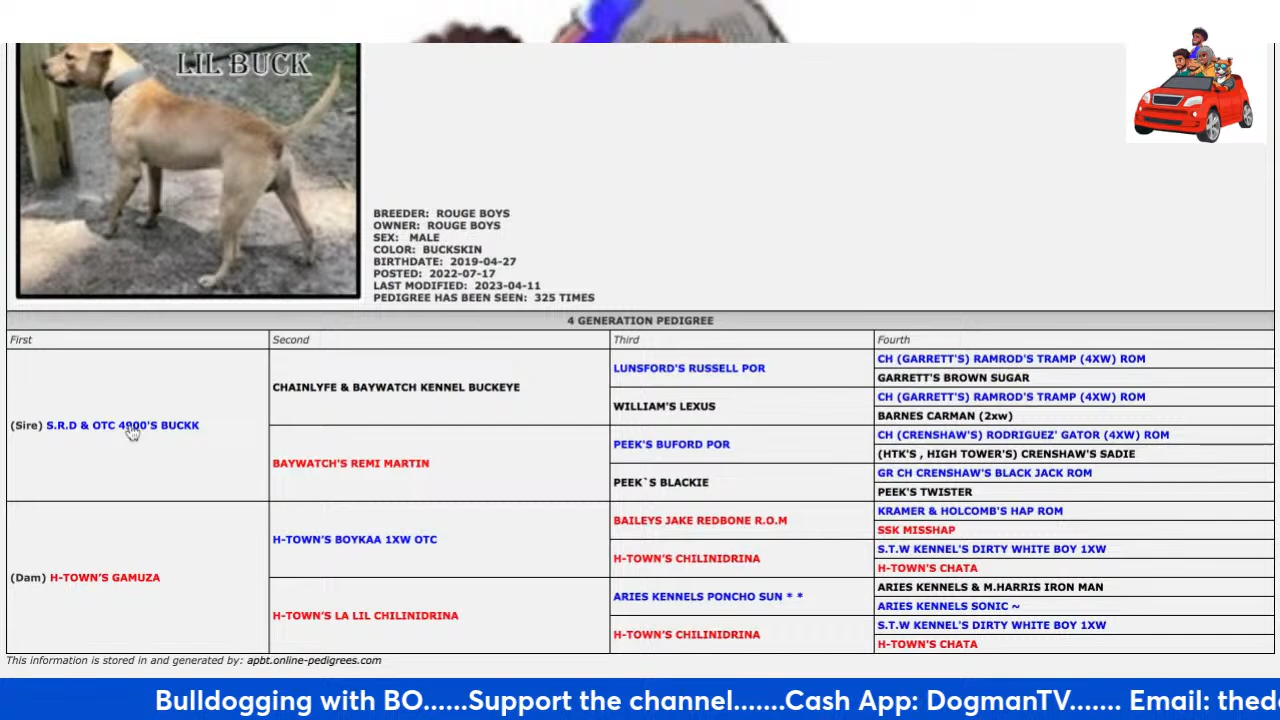 LIL BUCK
BREEDER: ROUGE BOYS
OWNER: ROUGE BOYS
SEX: MALE
COLOR: BUCKSKIN
BIRTHDATE: 2019-04-27
POSTED: 2022-07-17
LAST MODIFIED: 2023-04-11
PEDIGREE HAS BEEN SEEN: 325 TIMES
4 GENERATION PEDIGREE
First Second Third Fourth
(Sire) S.R.D & OTC 4900'S BUCKK
CHAINLYFE & BAYWATCH KENNEL BUCKEYE
LUNSFORD'S RUSSELL POR
CH (GARRETT'S) RAMROD'S TRAMP (4XW) ROM
GARRETT'S BROWN SUGAR
WILLIAM'S LEXUS
CH (GARRETT'S) RAMROD'S TRAMP (4XW) ROM
BARNES CARMAN (2xw)
BAYWATCH'S REMI MARTIN
PEEK'S BUFORD POR
CH (CRENSHAW'S) RODRIGUEZ' GATOR (4XW) ROM
(HTK'S , HIGH TOWER'S) CRENSHAW'S SADIE
PEEK`S BLACKIE
GR CH CRENSHAW'S BLACK JACK ROM
PEEK'S TWISTER
(Dam) H-TOWN'S GAMUZA
H-TOWN'S BOYKAA 1XW OTC
BAILEYS JAKE REDBONE R.O.M
KRAMER & HOLCOMB'S HAP ROM
SSK MISSHAP
H-TOWN'S CHILINIDRINA
S.T.W KENNEL'S DIRTY WHITE BOY 1XW
H-TOWN'S CHATA
H-TOWN'S LA LIL CHILINIDRINA
ARIES KENNELS PONCHO SUN * *
ARIES KENNELS & M.HARRIS IRON MAN
ARIES KENNELS SONIC ~
H-TOWN'S CHILINIDRINA
S.T.W KENNEL'S DIRTY WHITE BOY 1XW
H-TOWN'S CHATA
This information is stored in and generated by: apbt.online-pedigrees.com
Bulldogging with BO......Support the channel.......Cash App: DogmanTV....... Email: thed